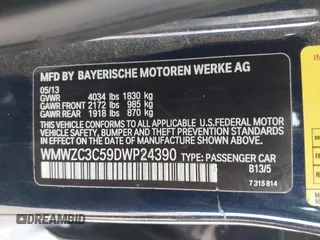 MFD BY BAYERISCHE MOTOREN WERKE AG
05/13
GVWR 4034 lbs 1830 kg
GAWR FRONT 2172 lbs 985 kg
GAWR REAR 1918 lbs 870 kg
THIS VEHICLE CONFORMS TO ALL APPLICABLE
U.S. FEDERAL MOTOR
VEHICLE SAFETY, BUMPER AND THEFT PREVENTION
STANDARDS IN EFFECT ON THE DATE OF
MANUFACTURE SHOWN ABOVE.
WMWZC3C59DWP24390 TYPE: PASSENGER CAR
B13/5
7 315 814
AUTOBIDMASTER